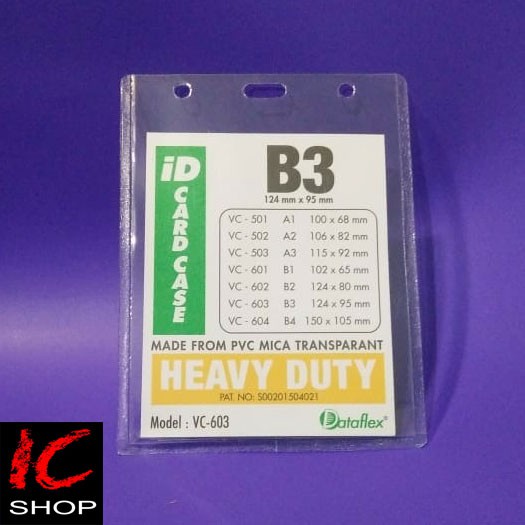 iD
CARD CASE
B3
124 mm x 95 mm
VC - 501 A1 100 x 68 mm
VC - 502 A2 106 x 82 mm
VC - 503 A3 115 x 92 mm
VC - 601 B1 102 x 65 mm
VC - 602 B2 124 x 80 mm
VC - 603 B3 124 x 95 mm
VC - 604 B4 150 x 105 mm
MADE FROM PVC MICA TRANSPARANT
HEAVY DUTY
PAT. NO: S00201504021
Model : VC-603
Dataflex®
IC
SHOP